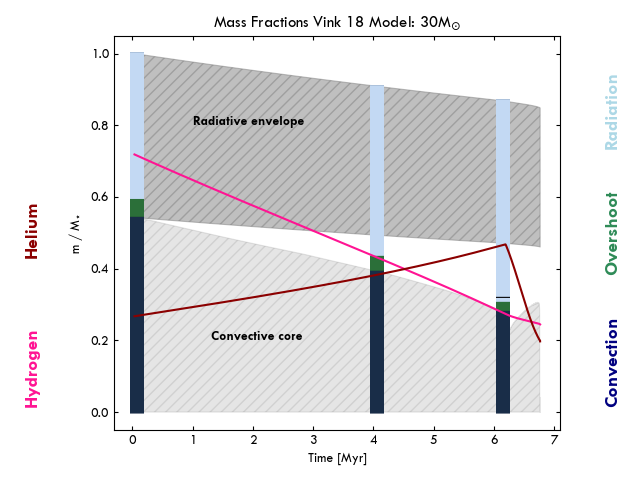 Mass Fractions Vink 18 Model: 30M☉
1.0
0.8
0.6
0.4
0.2
0.0
m / M⋆
Helium
Hydrogen
Radiative envelope
Convective core
Radiation
Overshoot
Convection
0 1 2 3 4 5 6 7
Time [Myr]